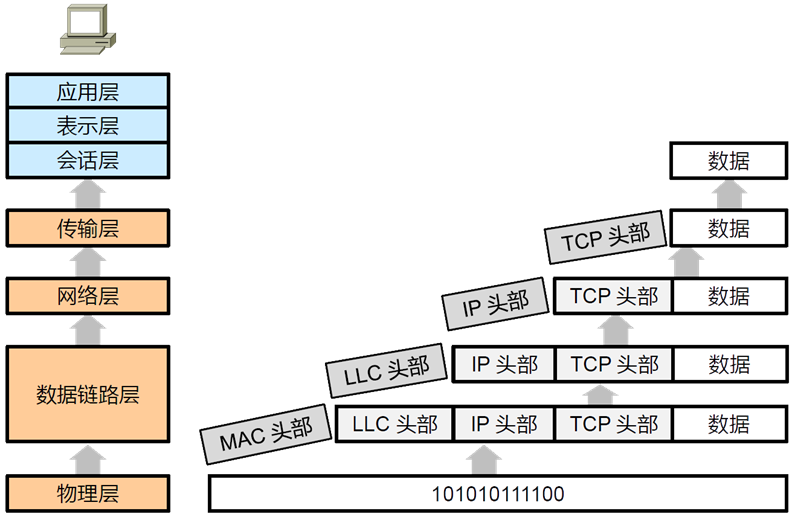 应用层
表示层
会话层
数据
传输层
TCP 头部
数据
网络层
IP 头部
TCP 头部
数据
数据链路层
LLC 头部
IP 头部
TCP 头部
数据
MAC 头部
LLC 头部
IP 头部
TCP 头部
数据
物理层
101010111100